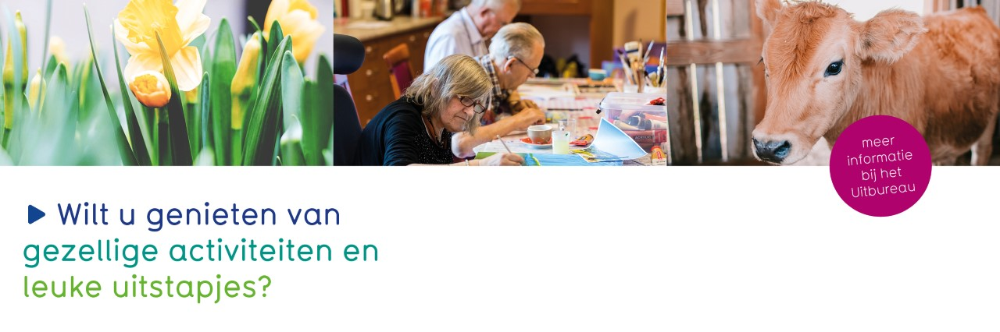 meer
informatie
bij het
Uitbureau
Wilt u genieten van
gezellige activiteiten en
leuke uitstapjes?